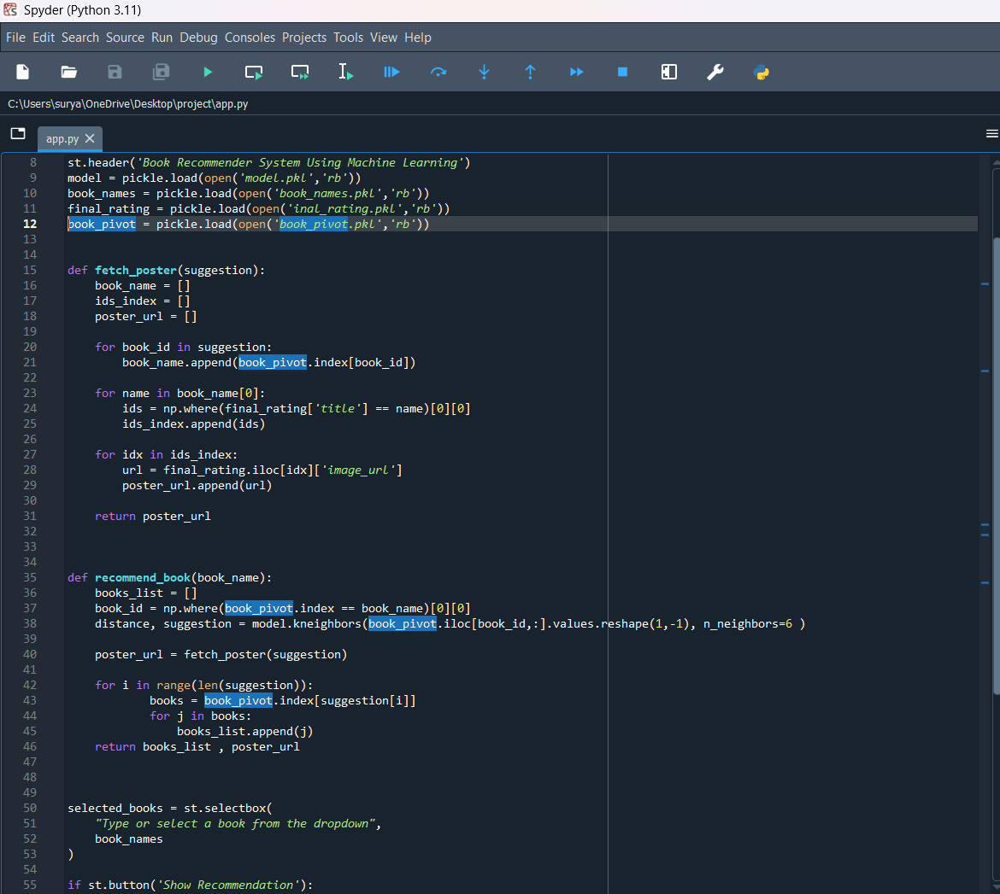 Spyder (Python 3.11)
File Edit Search Source Run Debug Consoles Projects Tools View Help
C:\Users\surya\OneDrive\Desktop\project\app.py
app.py
8 st.header('Book Recommender System Using Machine Learning')
9 model = pickle.load(open('model.pkl','rb'))
10 book_names = pickle.load(open('book_names.pkl','rb'))
11 final_rating = pickle.load(open('inal_rating.pkl','rb'))
12 book_pivot = pickle.load(open('book_pivot.pkl','rb'))
13
14
15 def fetch_poster(suggestion):
16     book_name = []
17     ids_index = []
18     poster_url = []
19
20     for book_id in suggestion:
21         book_name.append(book_pivot.index[book_id])
22
23     for name in book_name[0]:
24         ids = np.where(final_rating['title'] == name)[0][0]
25         ids_index.append(ids)
26
27     for idx in ids_index:
28         url = final_rating.iloc[idx]['image_url']
29         poster_url.append(url)
30
31     return poster_url
32
33
34
35 def recommend_book(book_name):
36     books_list = []
37     book_id = np.where(book_pivot.index == book_name)[0][0]
38     distance, suggestion = model.kneighbors(book_pivot.iloc[book_id,:].values.reshape(1,-1), n_neighbors=6 )
39
40     poster_url = fetch_poster(suggestion)
41
42     for i in range(len(suggestion)):
43             books = book_pivot.index[suggestion[i]]
44             for j in books:
45                 books_list.append(j)
46     return books_list , poster_url
47
48
49
50 selected_books = st.selectbox(
51     "Type or select a book from the dropdown",
52     book_names
53 )
54
55 if st.button('Show Recommendation'):